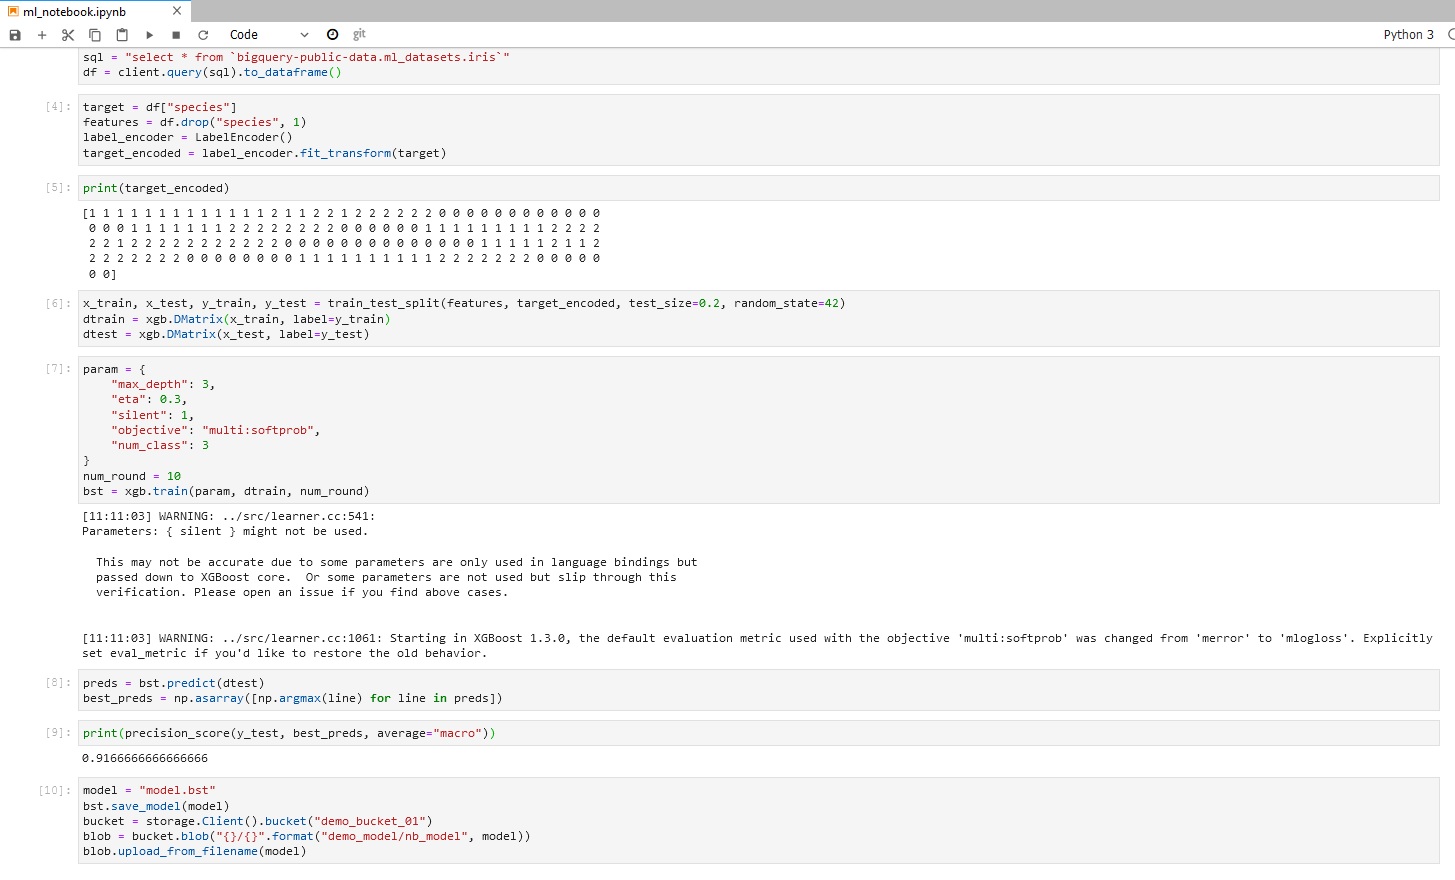 ml_notebook.ipynb
Code
git
Python 3
sql = "select * from `bigquery-public-data.ml_datasets.iris`"
df = client.query(sql).to_dataframe()
[4]:
target = df["species"]
features = df.drop("species", 1)
label_encoder = LabelEncoder()
target_encoded = label_encoder.fit_transform(target)
[5]:
print(target_encoded)
[1 1 1 1 1 1 1 1 1 1 1 1 1 2 1 1 2 2 1 2 2 2 2 2 2 0 0 0 0 0 0 0 0 0 0 0 0
0 0 0 1 1 1 1 1 1 1 2 2 2 2 2 2 2 2 0 0 0 0 0 0 1 1 1 1 1 1 1 1 1 2 2 2 2
2 2 1 2 2 2 2 2 2 2 2 2 2 2 0 0 0 0 0 0 0 0 0 0 0 0 0 0 1 1 1 1 1 2 1 1 2
2 2 2 2 2 2 2 0 0 0 0 0 0 0 0 1 1 1 1 1 1 1 1 1 1 2 2 2 2 2 2 2 0 0 0 0 0
0 0]
[6]:
x_train, x_test, y_train, y_test = train_test_split(features, target_encoded, test_size=0.2, random_state=42)
dtrain = xgb.DMatrix(x_train, label=y_train)
dtest = xgb.DMatrix(x_test, label=y_test)
[7]:
param = {
    "max_depth": 3,
    "eta": 0.3,
    "silent": 1,
    "objective": "multi:softprob",
    "num_class": 3
}
num_round = 10
bst = xgb.train(param, dtrain, num_round)
[11:11:03] WARNING: ../src/learner.cc:541:
Parameters: { silent } might not be used.
This may not be accurate due to some parameters are only used in language bindings but
passed down to XGBoost core.  Or some parameters are not used but slip through this
verification. Please open an issue if you find above cases.
[11:11:03] WARNING: ../src/learner.cc:1061: Starting in XGBoost 1.3.0, the default evaluation metric used with the objective 'multi:softprob' was changed from 'merror' to 'mlogloss'. Explicitly
set eval_metric if you'd like to restore the old behavior.
[8]:
preds = bst.predict(dtest)
best_preds = np.asarray([np.argmax(line) for line in preds])
[9]:
print(precision_score(y_test, best_preds, average="macro"))
0.9166666666666666
[10]:
model = "model.bst"
bst.save_model(model)
bucket = storage.Client().bucket("demo_bucket_01")
blob = bucket.blob("{}/{}".format("demo_model/nb_model", model))
blob.upload_from_filename(model)